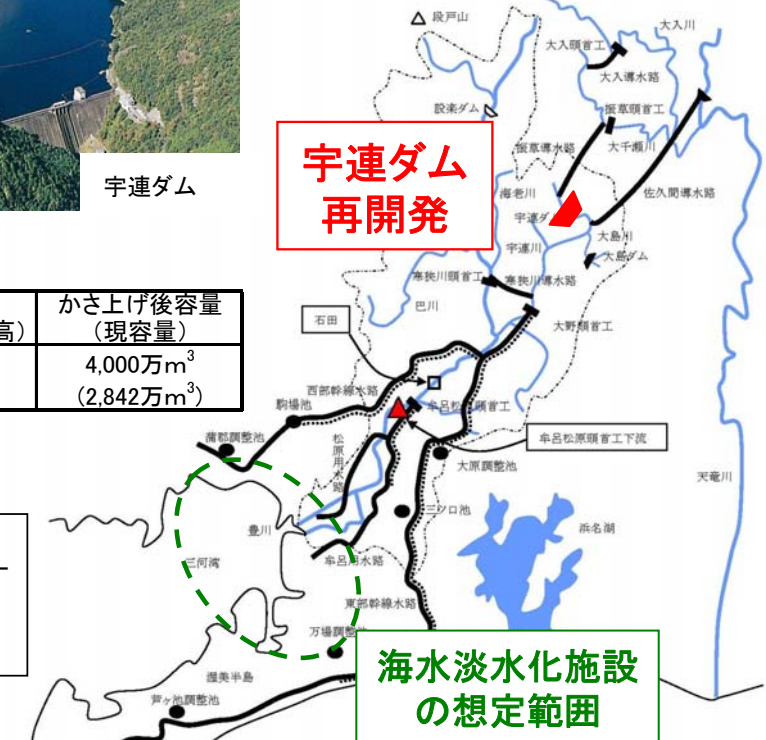 段戸山
大入川
大入頭首工
大入導水路
設楽ダム
振草頭首工
宇連ダム
再開発
振草導水路
大千瀬川
宇連ダム
海老川
佐久間導水路
宇連ダ
宇連川
大島川
大島ダム
寒狭川頭首工
寒狭川導水路
かさ上げ後容量
高)
(現容量)
巴川
石田
大野頭首工
4,000万m³
(2,842万m³)
西部幹線水路
駒場池
牟呂松原頭首工
蒲郡調整池
松原用水路
牟呂松原頭首工下流
大原調整池
天竜川
三ツ口池
豊川
浜名湖
三河湾
牟呂用水路
東部幹線水路
万場調整池
海水淡水化施設
の想定範囲
渥美半島
芦ヶ池調整池